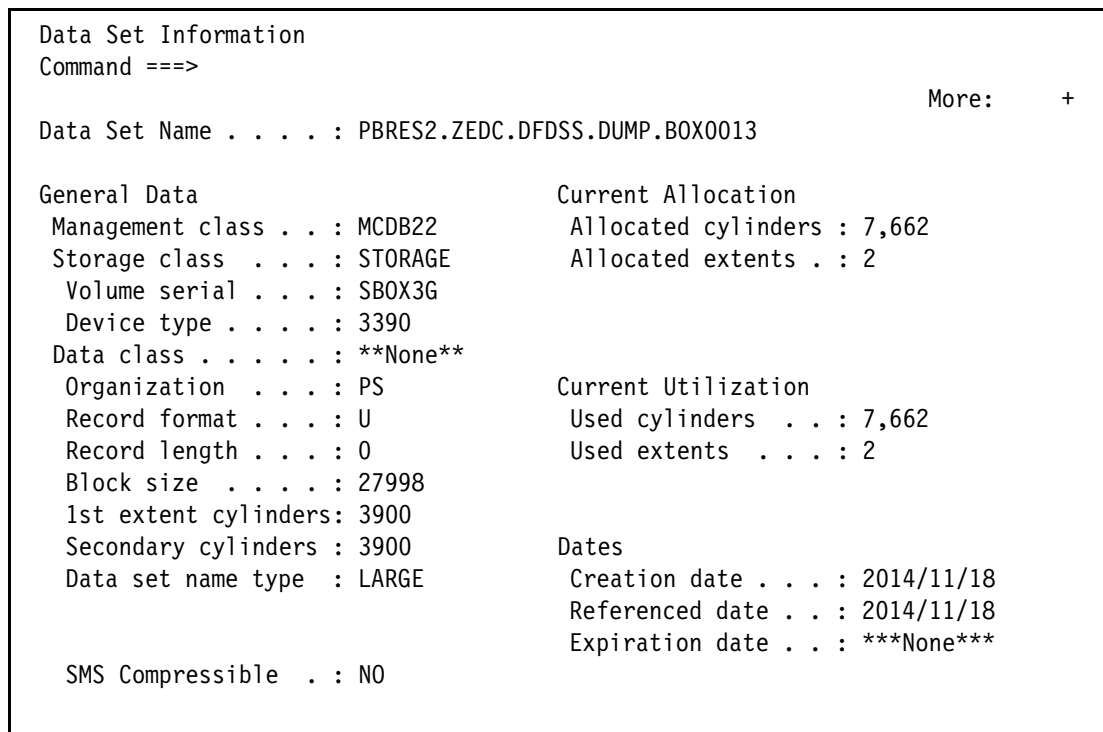 Data Set Information
Command ===>
More:     +
Data Set Name . . . . : PBRES2.ZEDC.DFDSS.DUMP.BOX0013
General Data                           Current Allocation
 Management class . . : MCDB22          Allocated cylinders : 7,662
 Storage class  . . . : STORAGE         Allocated extents . : 2
  Volume serial . . . : SBOX3G
  Device type . . . . : 3390
 Data class . . . . . : **None**
  Organization  . . . : PS             Current Utilization
  Record format . . . : U               Used cylinders  . . : 7,662
  Record length . . . : 0               Used extents  . . . : 2
  Block size  . . . . : 27998
  1st extent cylinders: 3900
  Secondary cylinders : 3900           Dates
  Data set name type  : LARGE           Creation date . . . : 2014/11/18
                                        Referenced date . . : 2014/11/18
                                        Expiration date . . : ***None***
  SMS Compressible  . : NO